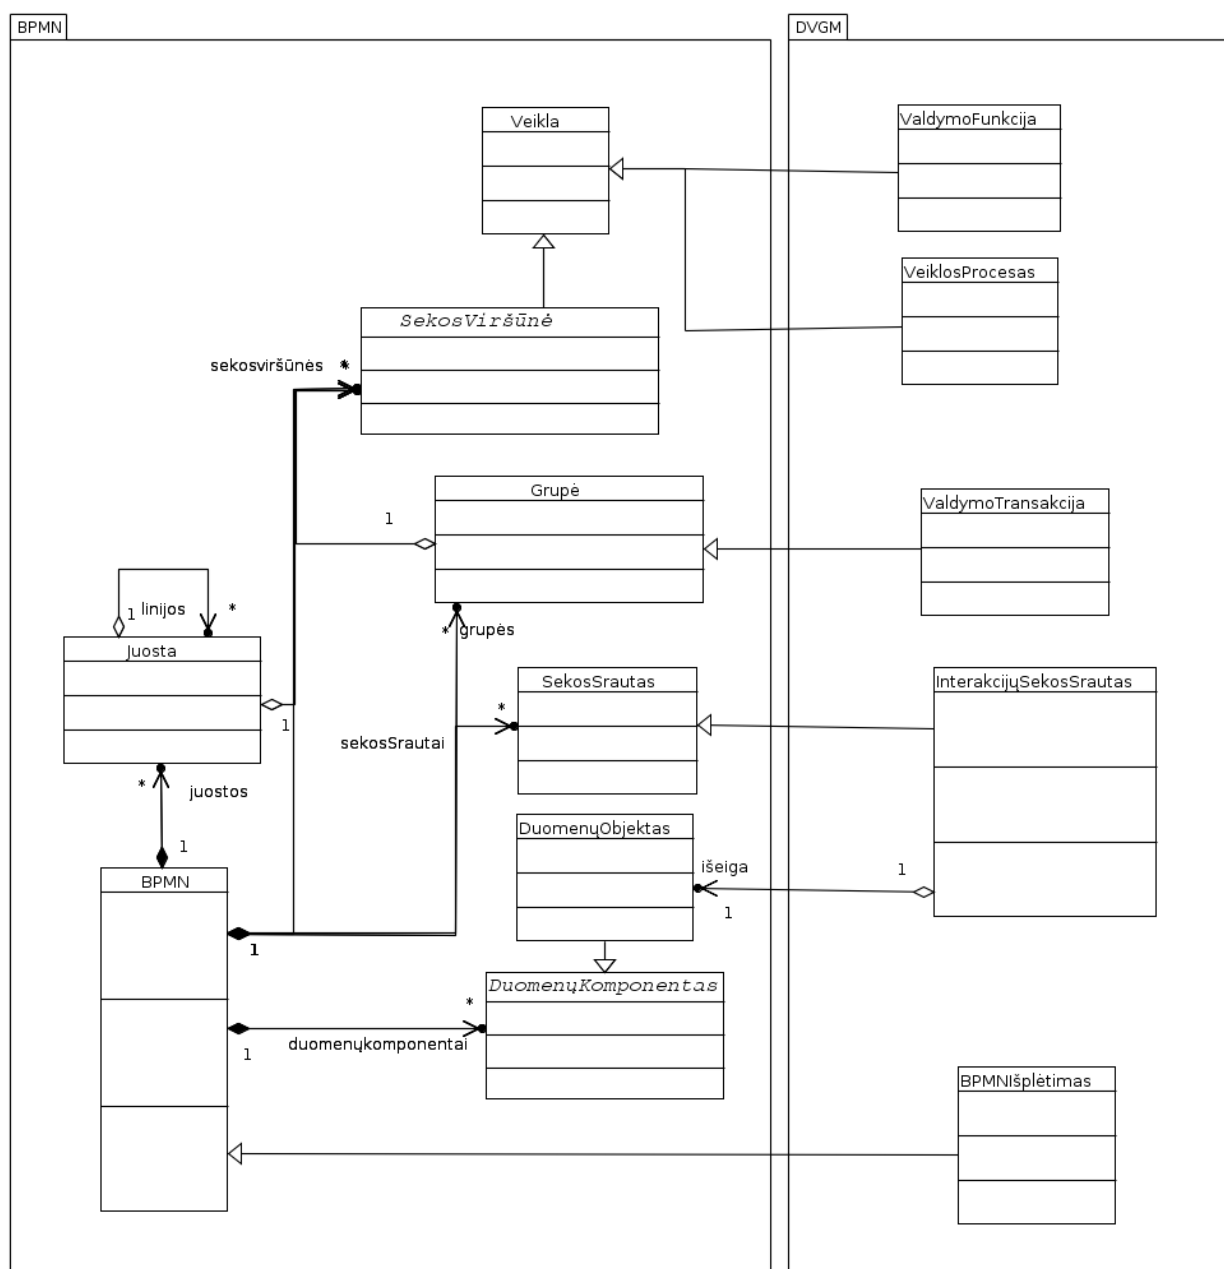 BPMN
DVGM
Veikla
ValdymoFunkcija
VeiklosProcesas
SekosViršūnė
sekosviršūnės
*
Grupė
1
ValdymoTransakcija
linijos
1
*
* grupės
Juosta
1
SekosSrautas
*
sekosSrautai
InterakcijųSekosSrautas
*
juostos
1
DuomenųObjektas
išeiga
1
1
BPMN
1
DuomenųKomponentas
*
duomenųkomponentai
1
BPMNIšplėtimas